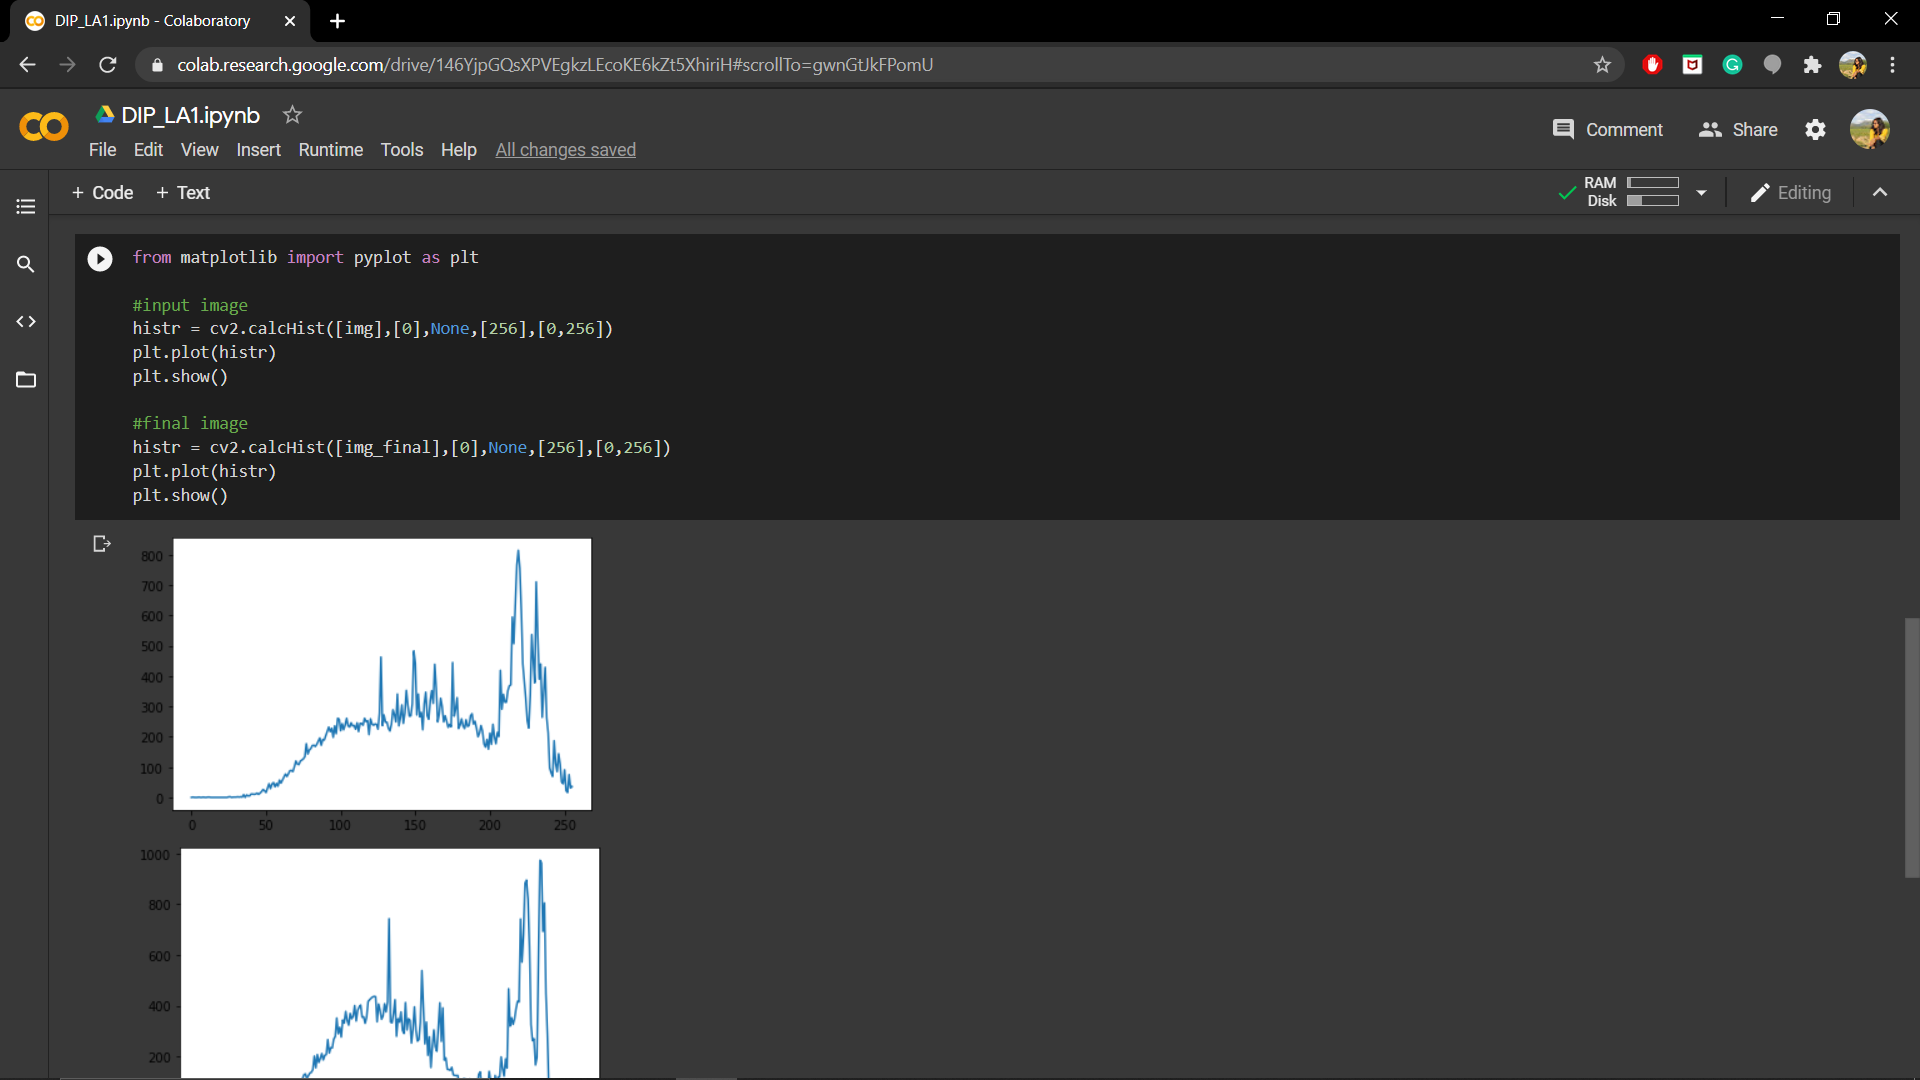 DIP_LA1.ipynb - Colaboratory
colab.research.google.com/drive/146YjpGQsXPVEgkzLEcoKE6kZt5XhiriH#scrollTo=gwnGtJkFPomU
DIP_LA1.ipynb
Comment Share
File Edit View Insert Runtime Tools Help All changes saved
+ Code + Text
RAM
Disk
Editing
from matplotlib import pyplot as plt
#input image
histr = cv2.calcHist([img],[0],None,[256],[0,256])
plt.plot(histr)
plt.show()
#final image
histr = cv2.calcHist([img_final],[0],None,[256],[0,256])
plt.plot(histr)
plt.show()
800
700
600
500
400
300
200
100
0
0 50 100 150 200 250
1000
800
600
400
200